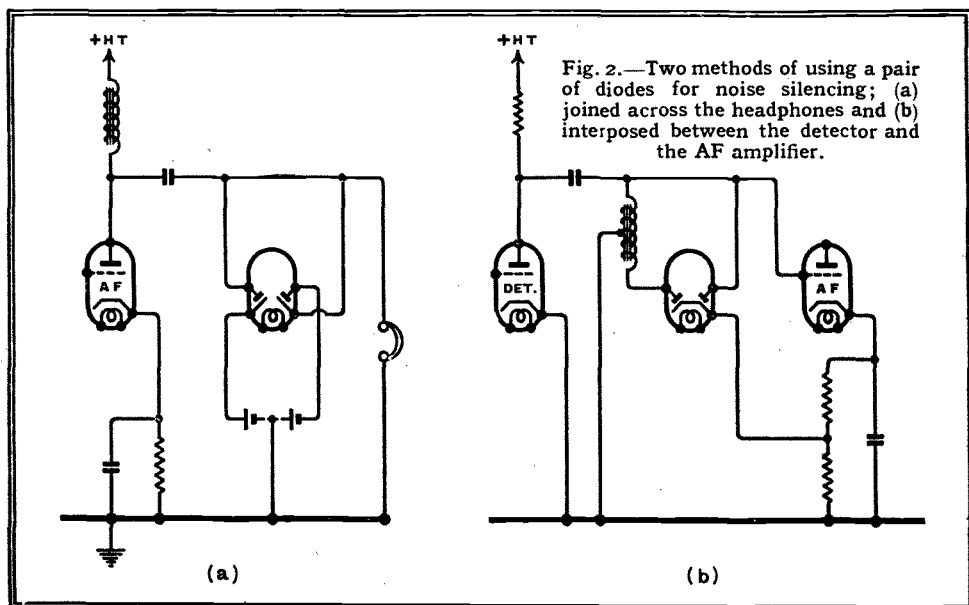 +HT
+HT
Fig. 2.—Two methods of using a pair
of diodes for noise silencing; (a)
joined across the headphones and (b)
interposed between the detector and
the AF amplifier.
AF
DET.
AF
(a)
(b)